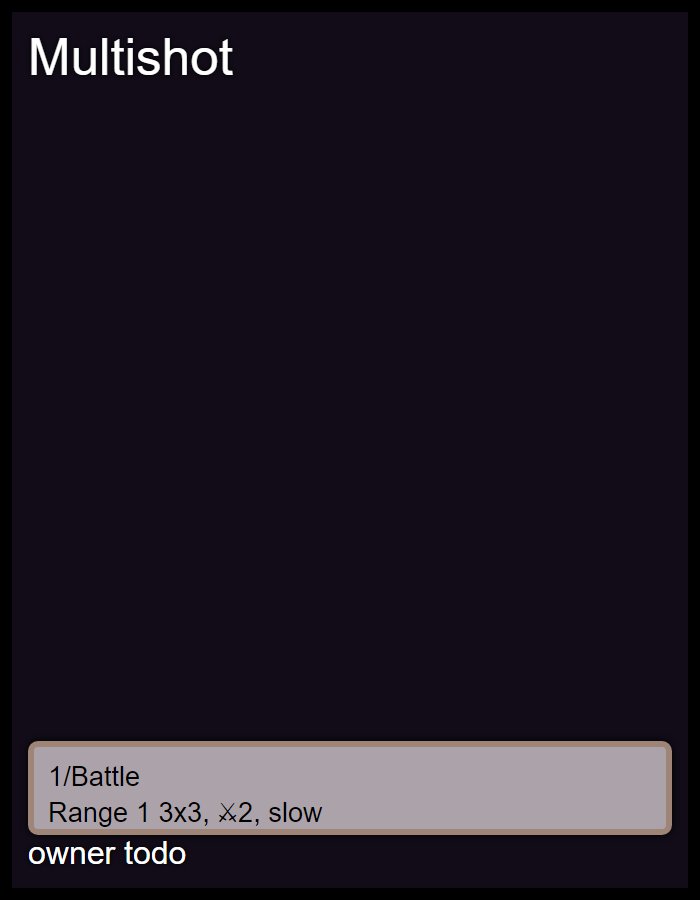 Multishot
1/Battle
Range 1 3x3, ⚔2, slow
owner todo